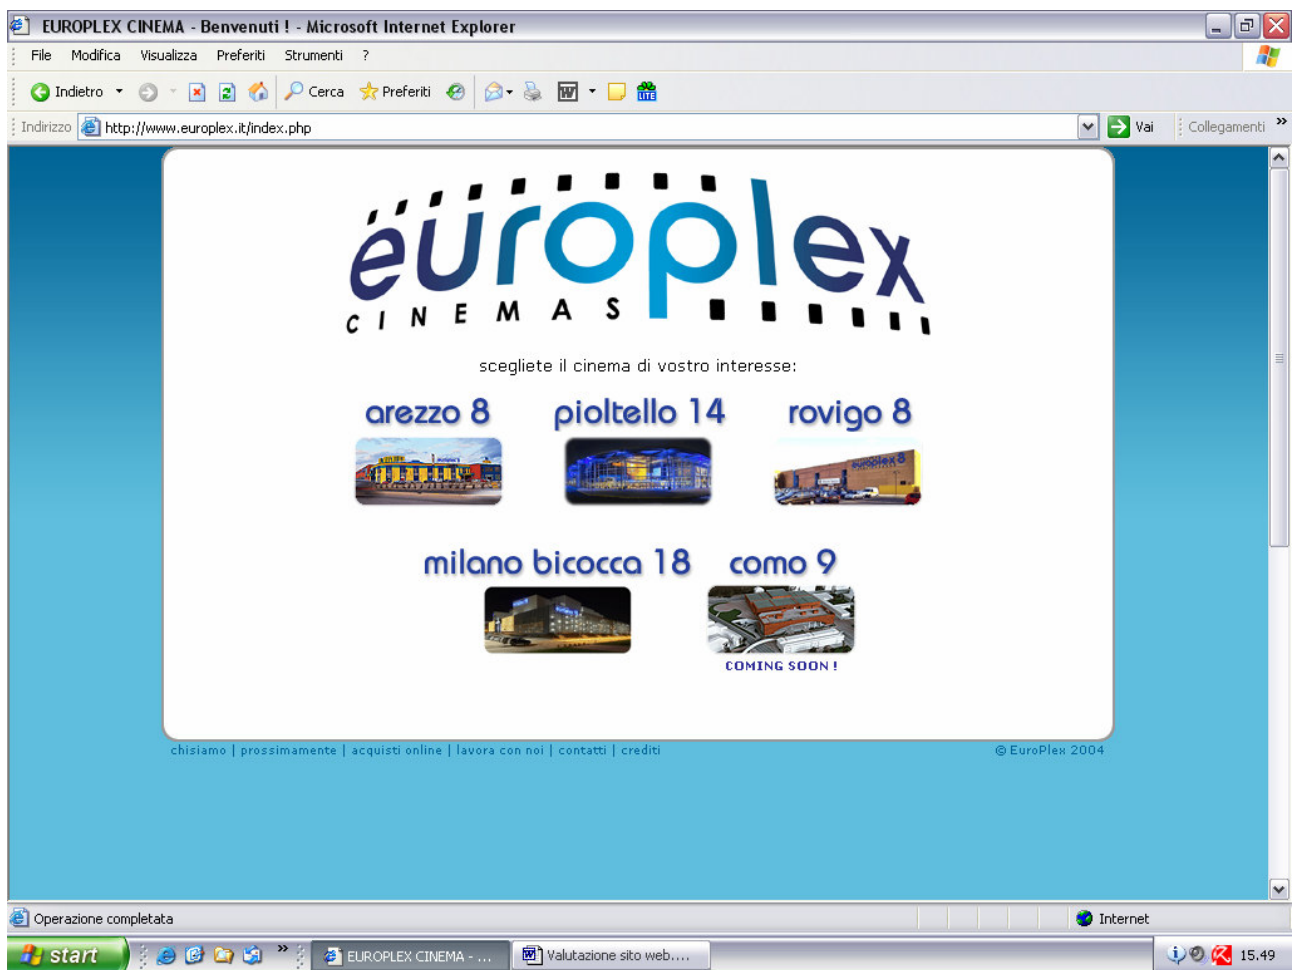 EUROPLEX CINEMA - Benvenuti ! - Microsoft Internet Explorer
File Modifica Visualizza Preferiti Strumenti ?
Indietro Cerca Preferiti LITE
Indirizzo http://www.europlex.it/index.php Vai Collegamenti »
europlex
CINEMAS
scegliete il cinema di vostro interesse:
arezzo 8 pioltello 14 rovigo 8
europlex 8
milano bicocca 18 como 9
COMING SOON !
chisiamo | prossimamente | acquisti online | lavora con noi | contatti | crediti © EuroPlex 2004
Operazione completata Internet
start » EUROPLEX CINEMA - ... Valutazione sito web.... 15.49